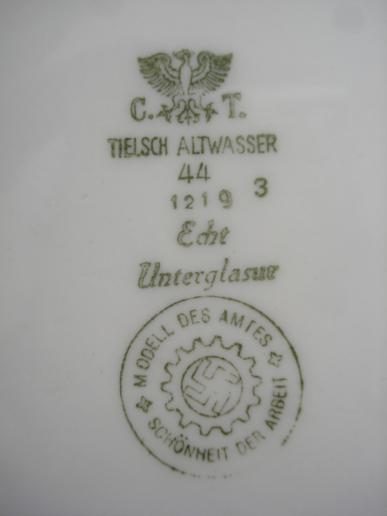 C. T.
TIELSCH ALTWASSER
44
1219 3
Echt
Unterglasur
MODELL DES AMTES
SCHÖNHEIT DER ARBEIT